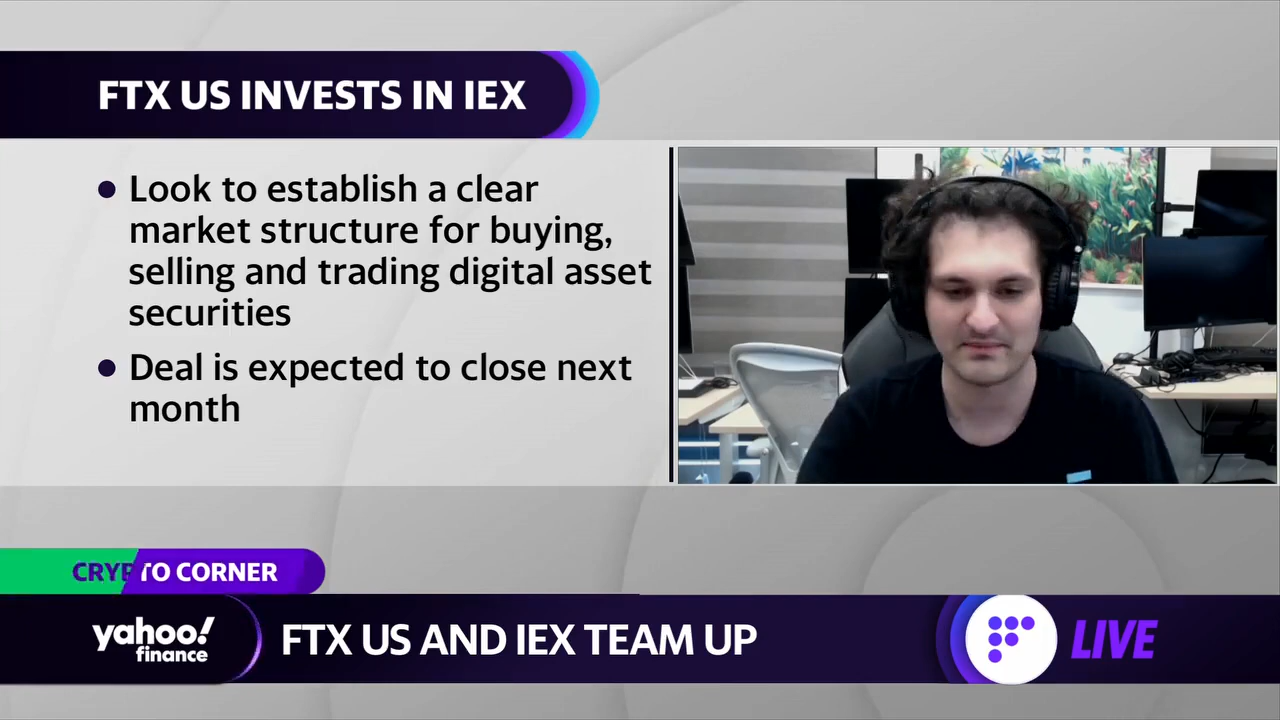 FTX US INVESTS IN IEX
• Look to establish a clear
market structure for buying,
selling and trading digital asset
securities
• Deal is expected to close next
month
CRYPTO CORNER
yahoo!
finance
FTX US AND IEX TEAM UP
LIVE